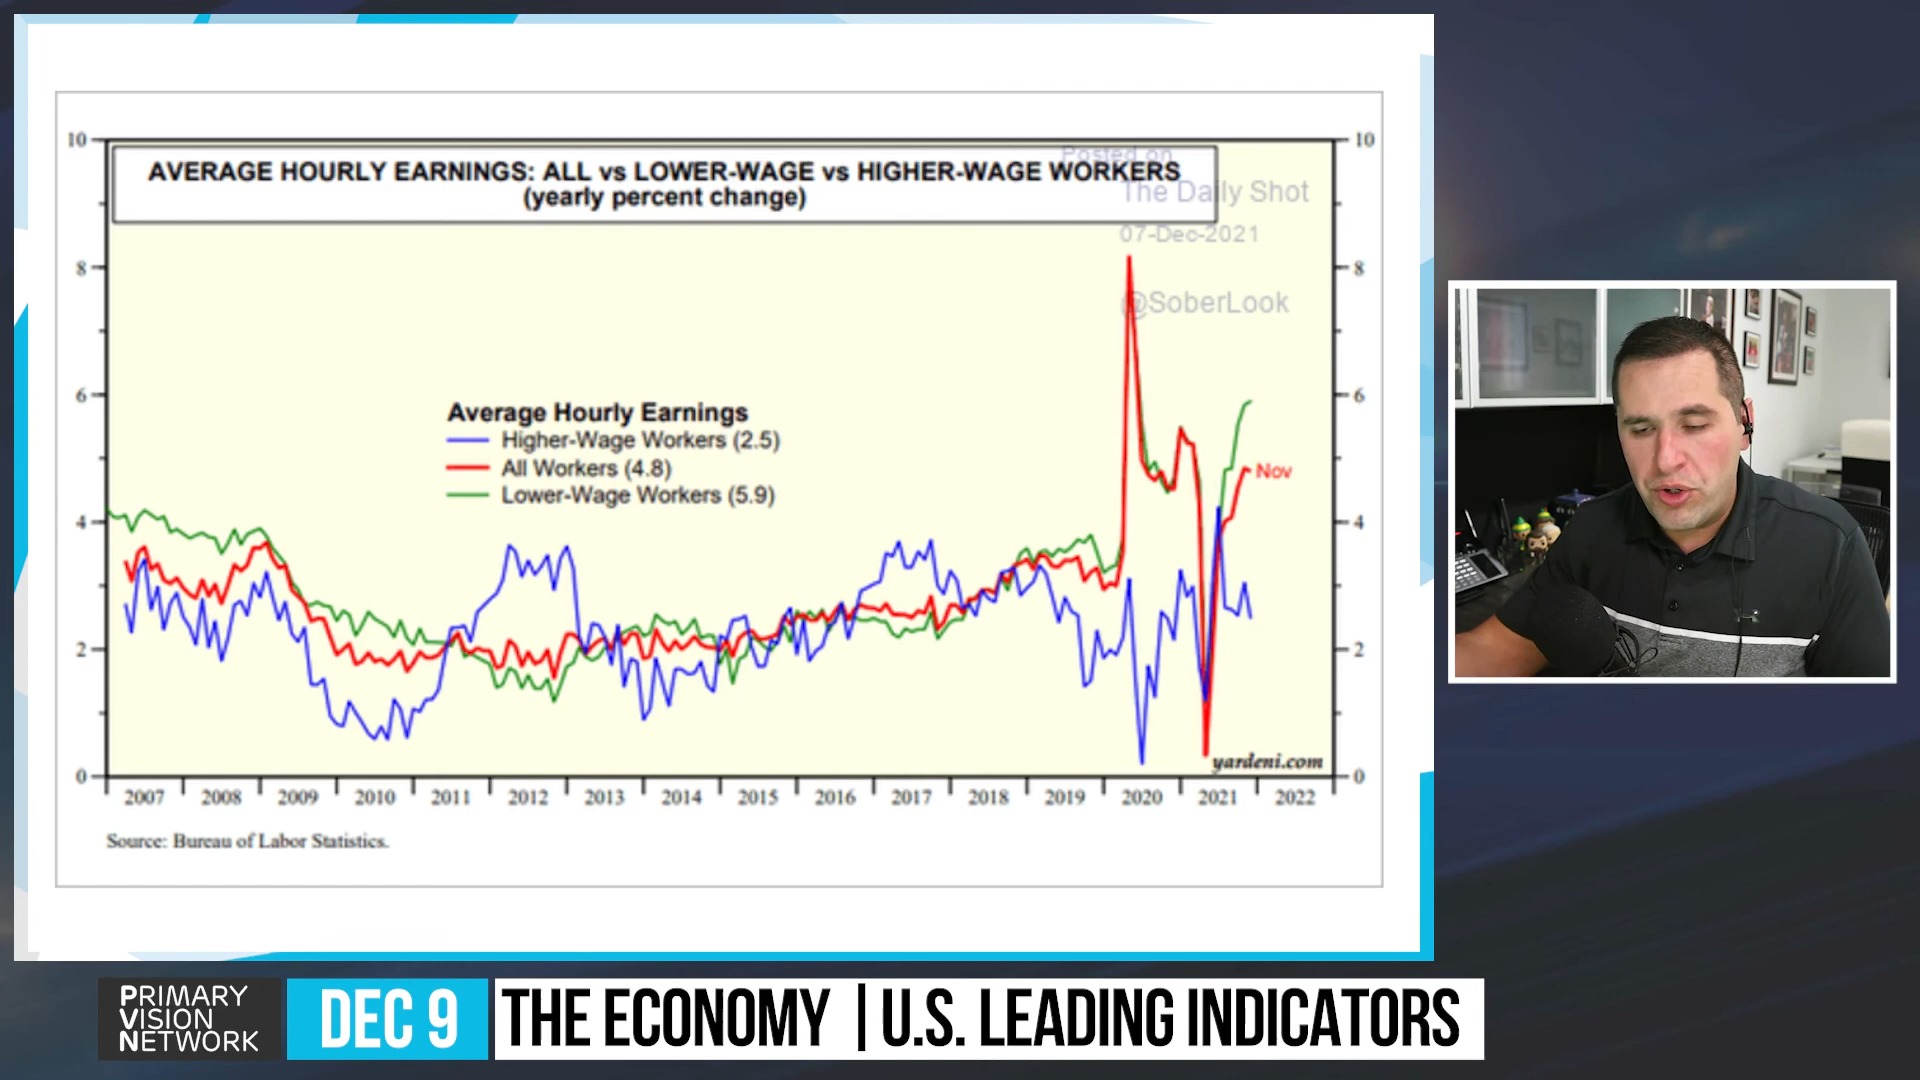 AVERAGE HOURLY EARNINGS: ALL vs LOWER-WAGE vs HIGHER-WAGE WORKERS
(yearly percent change)
Posted on
The Daily Shot
07-Dec-2021
@SoberLook
10
8
6
4
2
0
10
8
6
4
2
0
Average Hourly Earnings
Higher-Wage Workers (2.5)
All Workers (4.8)
Lower-Wage Workers (5.9)
Nov
yardeni.com
2007 2008 2009 2010 2011 2012 2013 2014 2015 2016 2017 2018 2019 2020 2021 2022
Source: Bureau of Labor Statistics.
PRIMARY
VISION
NETWORK
DEC 9
THE ECONOMY | U.S. LEADING INDICATORS